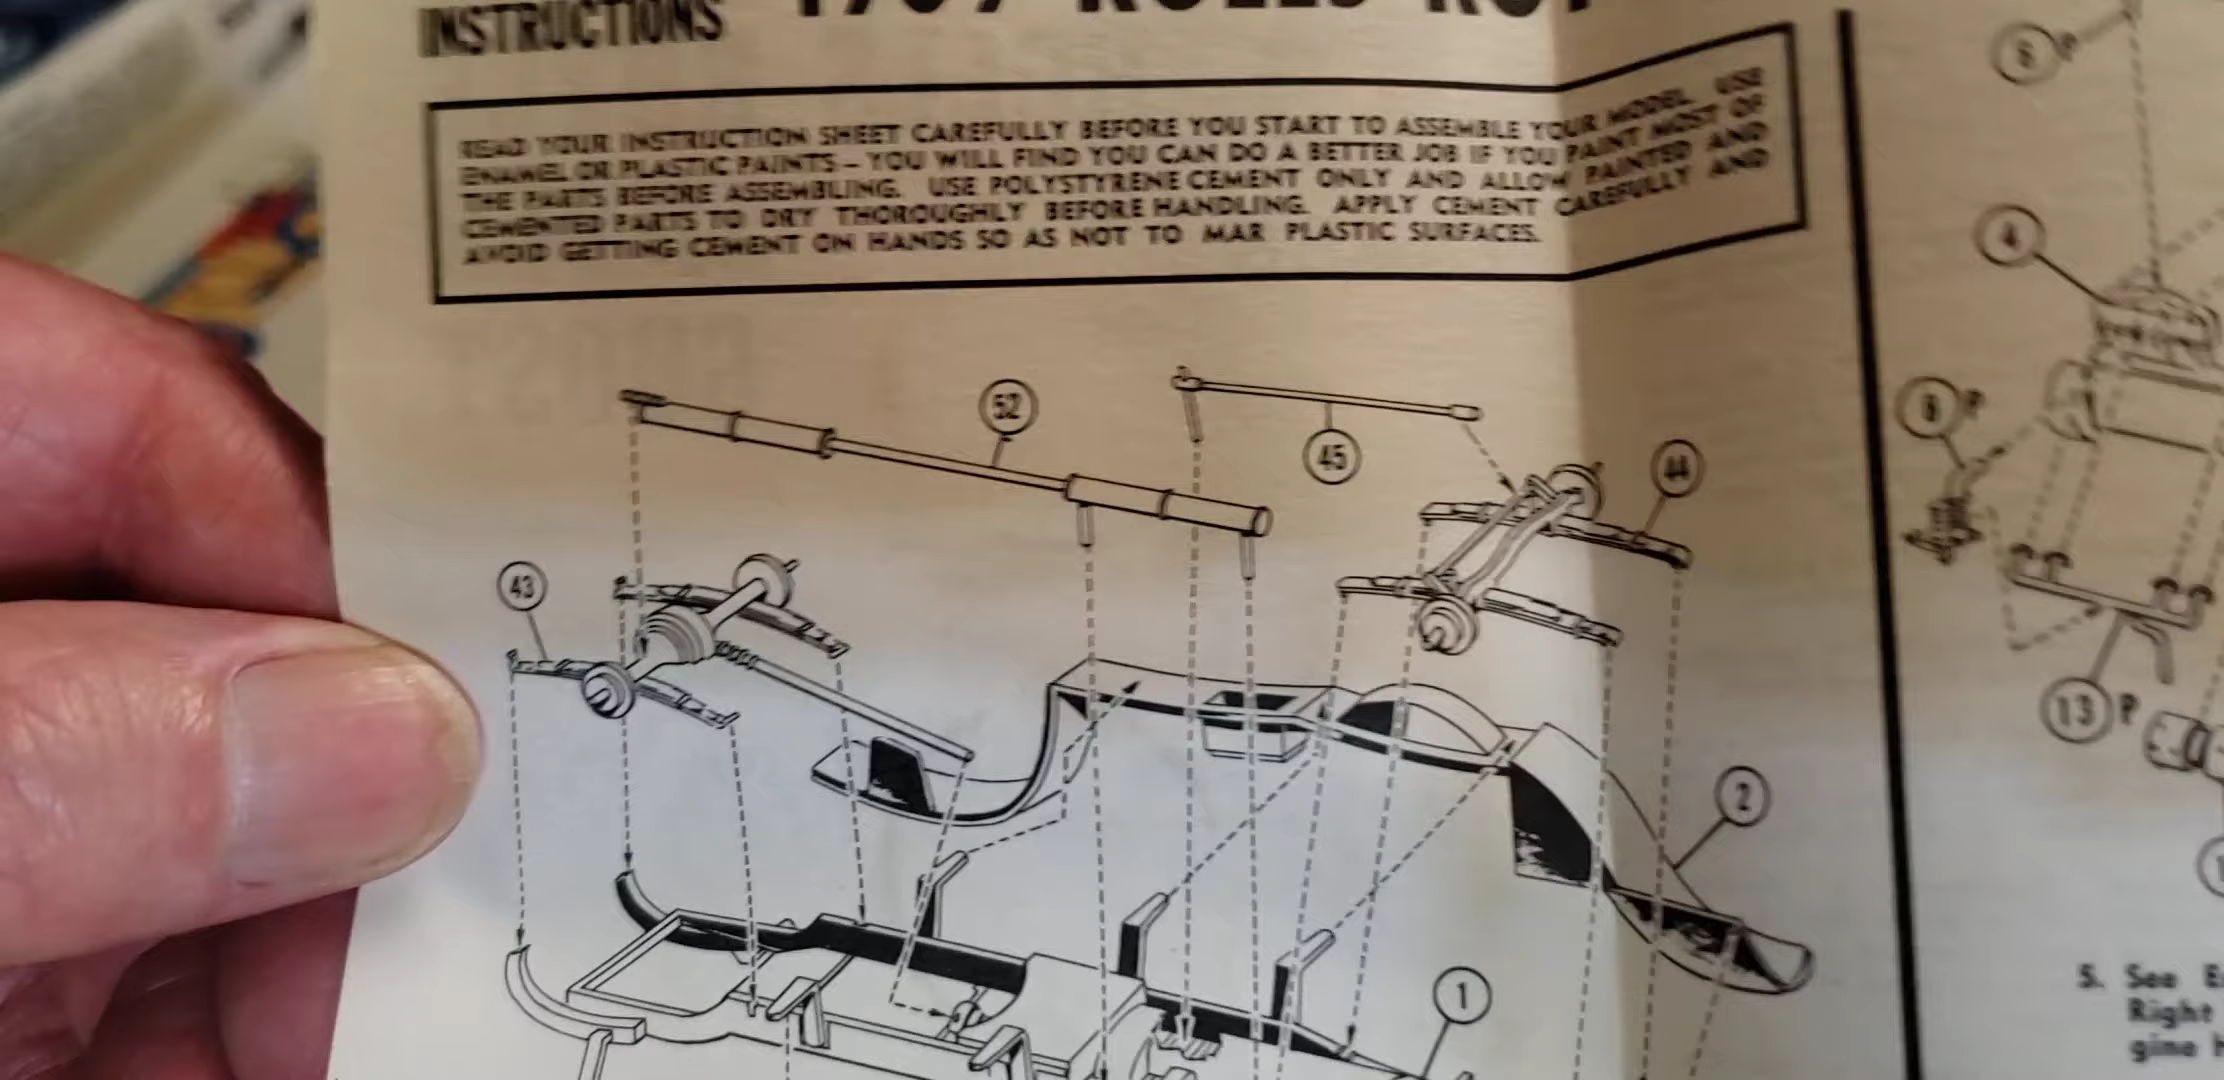 INSTRUCTIONS
READ YOUR INSTRUCTION SHEET CAREFULLY BEFORE YOU START TO ASSEMBLE YOUR MODEL. USE
ENAMEL OR PLASTIC PAINTS – YOU WILL FIND YOU CAN DO A BETTER JOB IF YOU PAINT MOST OF
THE PARTS BEFORE ASSEMBLING. USE POLYSTYRENE CEMENT ONLY AND ALLOW PAINTED AND
CEMENTED PARTS TO DRY THOROUGHLY BEFORE HANDLING. APPLY CEMENT CAREFULLY AND
AVOID GETTING CEMENT ON HANDS SO AS NOT TO MAR PLASTIC SURFACES.
52
45
44
43
2
1
6 P
4
8 P
13 P
5. See
Right